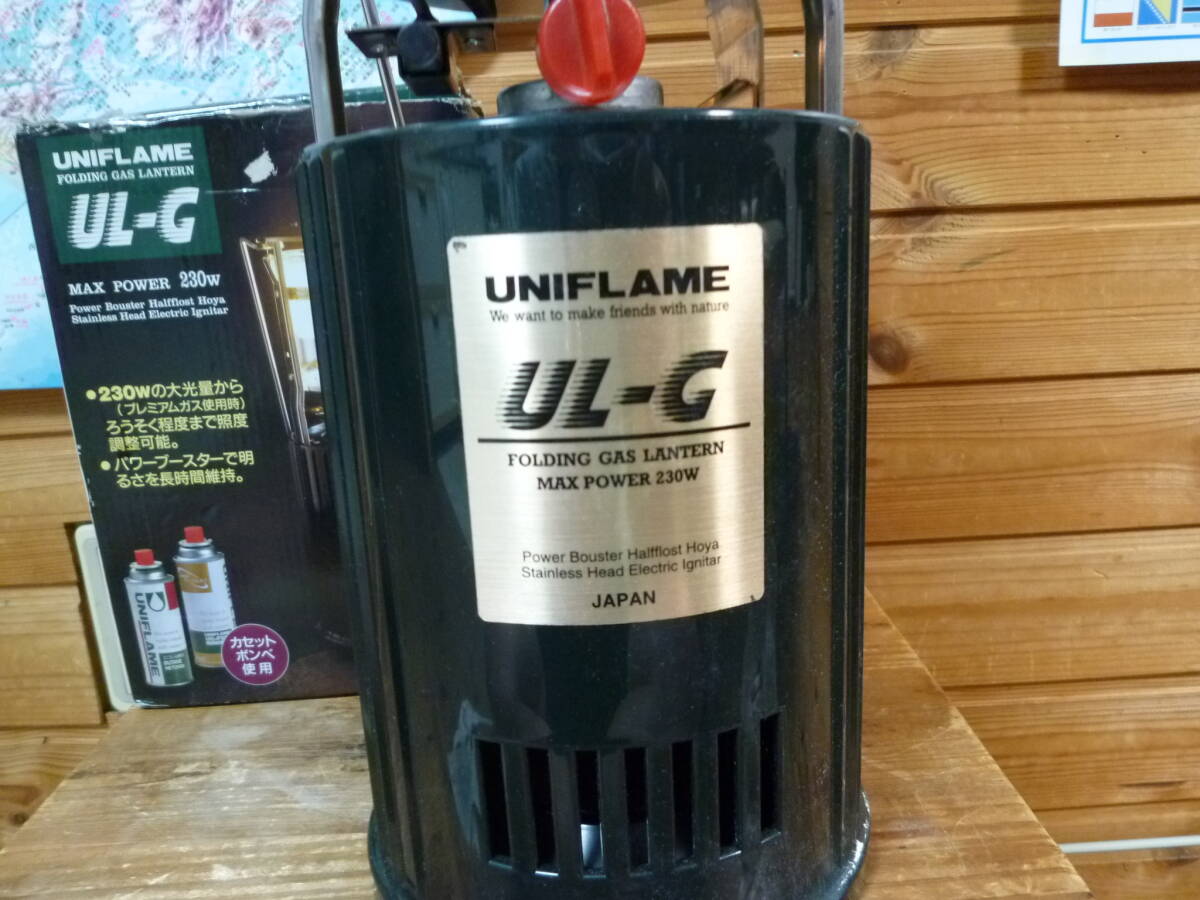 UNIFLAME
FOLDING GAS LANTERN
UL-G
MAX POWER 230W
Power Bouster Halfflost Hoya
Stainless Head Electric Ignitar
●230Wの大光量から
(プレミアムガス使用時)
ろうそく程度まで照度
調整可能。
●パワーブースターで明
るさを長時間維持。
UNIFLAME
カセット
ボンベ
使用
UNIFLAME
We want to make friends with nature
UL-G
FOLDING GAS LANTERN
MAX POWER 230W
Power Bouster Halfflost Hoya
Stainless Head Electric Ignitar
JAPAN